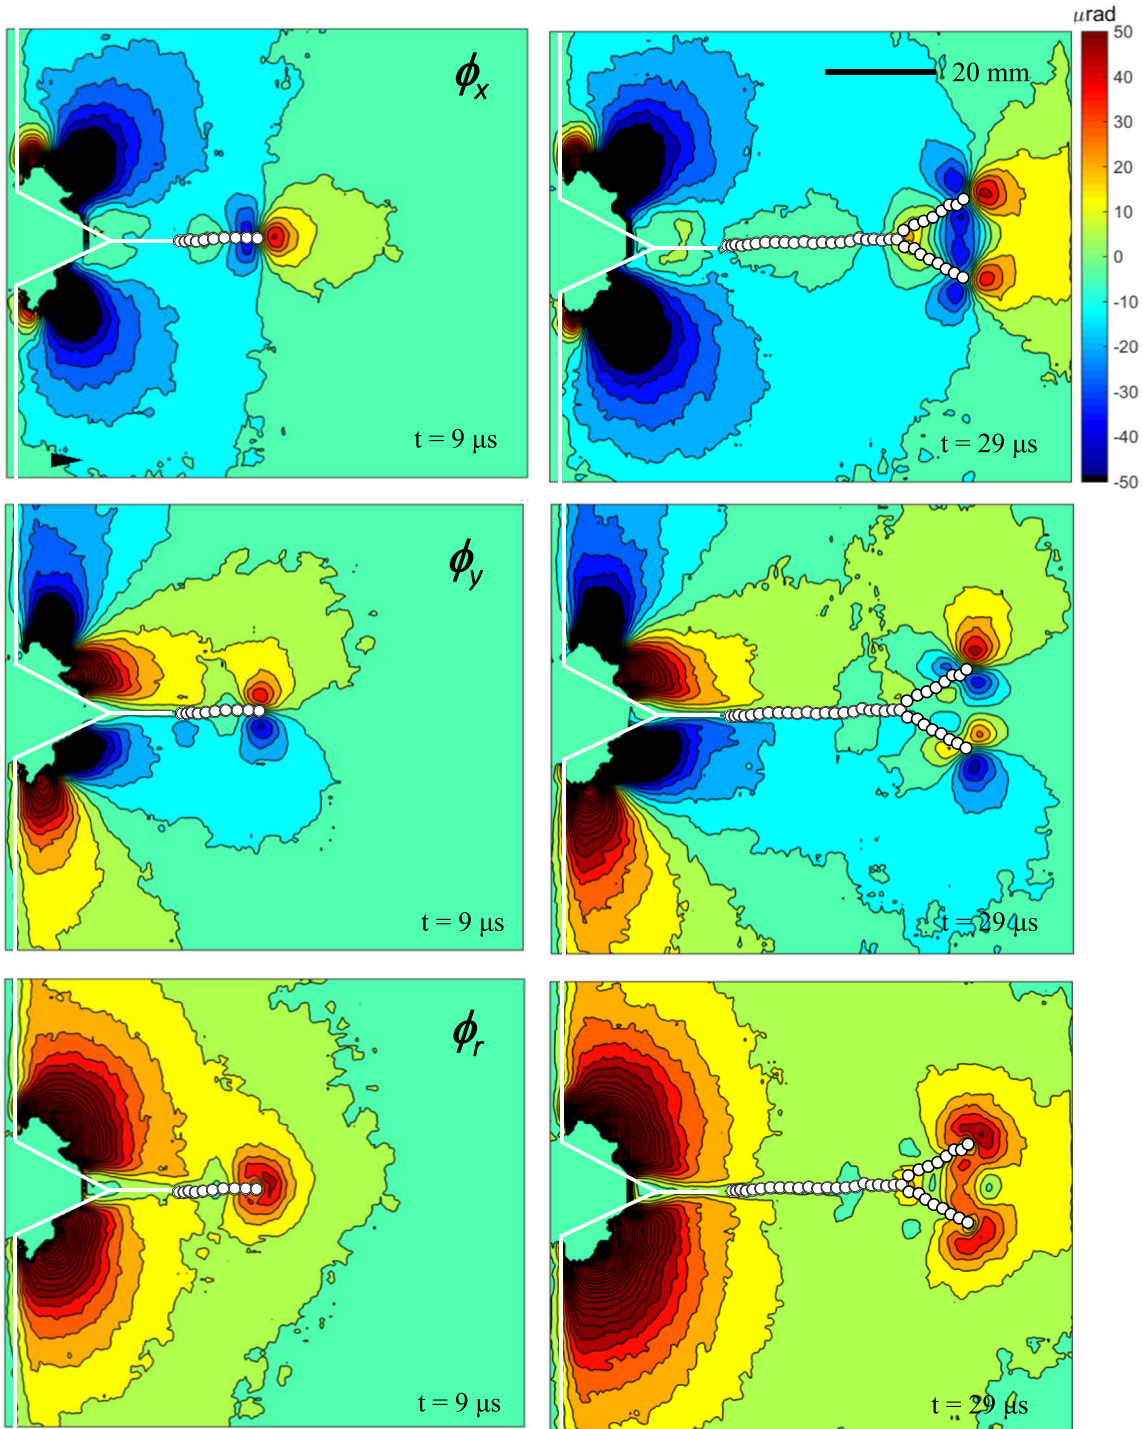 μrad
ϕx
20 mm
50
40
30
20
10
0
-10
-20
-30
-40
-50
t = 9 μs
t = 29 μs
ϕy
t = 9 μs
t = 29 μs
ϕr
t = 9 μs
t = 29 μs